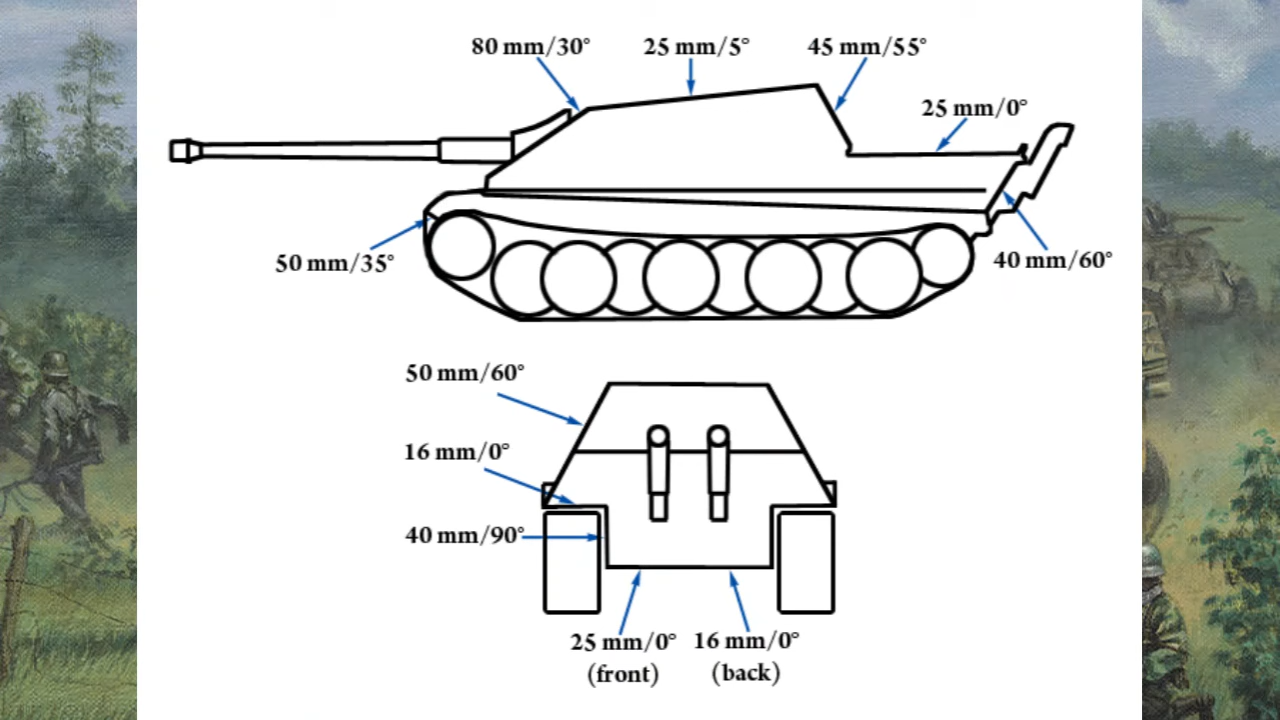 80 mm/30°
25 mm/5°
45 mm/55°
25 mm/0°
50 mm/35°
40 mm/60°
50 mm/60°
16 mm/0°
40 mm/90°
25 mm/0°
(front)
16 mm/0°
(back)